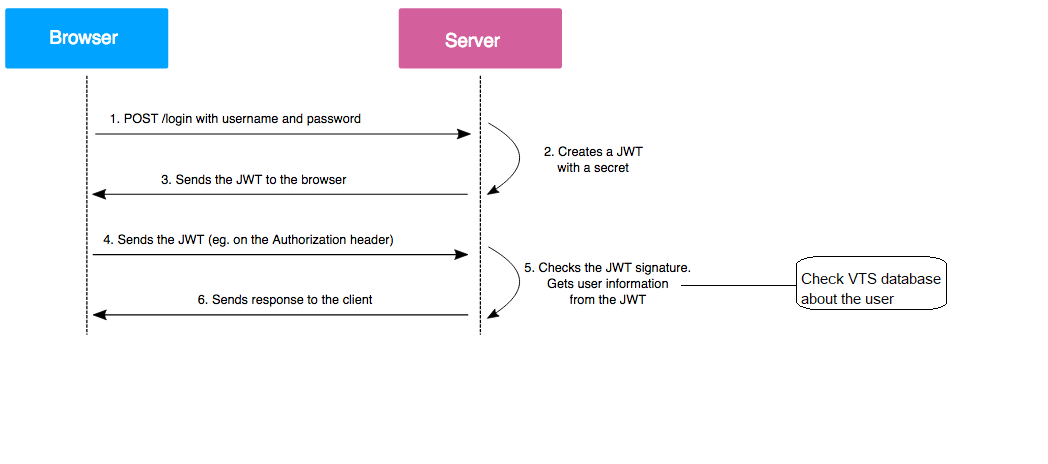 Browser
Server
1. POST /login with username and password
2. Creates a JWT
with a secret
3. Sends the JWT to the browser
4. Sends the JWT (eg. on the Authorization header)
5. Checks the JWT signature.
Gets user information
from the JWT
Check VTS database
about the user
6. Sends response to the client